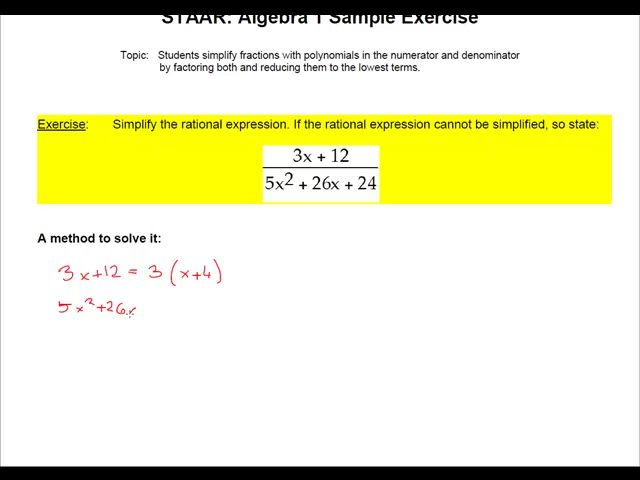 STAAR: Algebra 1 Sample Exercise
Topic: Students simplify fractions with polynomials in the numerator and denominator
by factoring both and reducing them to the lowest terms.
Exercise: Simplify the rational expression. If the rational expression cannot be simplified, so state:
3x + 12
5x2 + 26x + 24
A method to solve it:
3x+12 = 3 (x+4)
5x2+26x